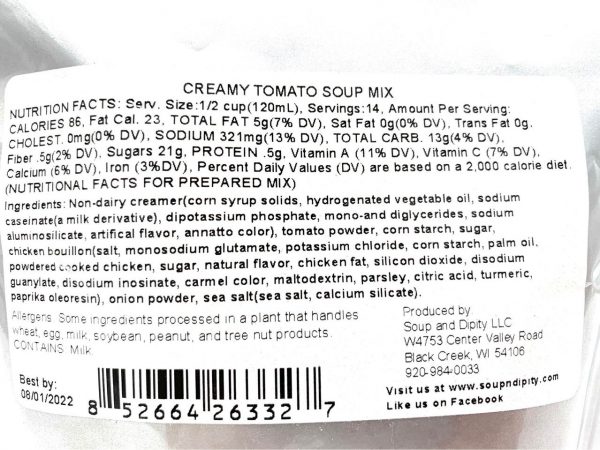 CREAMY TOMATO SOUP MIX
NUTRITION FACTS: Serv. Size:1/2 cup(120mL), Servings:14, Amount Per Serving:
CALORIES 86, Fat Cal. 23, TOTAL FAT 5g(7% DV), Sat Fat 0g(0% DV), Trans Fat 0g,
CHOLEST. 0mg(0% DV), SODIUM 321mg(13% DV), TOTAL CARB. 13g(4% DV),
Fiber .5g(2% DV), Sugars 21g, PROTEIN .5g, Vitamin A (11% DV), Vitamin C (7% DV),
Calcium (6% DV), Iron (3%DV), Percent Daily Values (DV) are based on a 2,000 calorie diet.
(NUTRITIONAL FACTS FOR PREPARED MIX)
Ingredients: Non-dairy creamer(corn syrup solids, hydrogenated vegetable oil, sodium
caseinate(a milk derivative), dipotassium phosphate, mono-and diglycerides, sodium
aluminosilicate, artifical flavor, annatto color), tomato powder, corn starch, sugar,
chicken bouillon(salt, monosodium glutamate, potassium chloride, corn starch, palm oil,
powdered cooked chicken, sugar, natural flavor, chicken fat, silicon dioxide, disodium
guanylate, disodium inosinate, carmel color, maltodextrin, parsley, citric acid, turmeric,
paprika oleoresin), onion powder, sea salt(sea salt, calcium silicate).
Allergens: Some ingredients processed in a plant that handles
wheat, egg, milk, soybean, peanut, and tree nut products.
CONTAINS: Milk
Produced by
Soup and Dipity LLC
W4753 Center Valley Road
Black Creek, WI 54106
920-984-0033
Best by:
08/01/2022
8 52664 26332 7
Visit us at www.soupndipity.com
Like us on Facebook